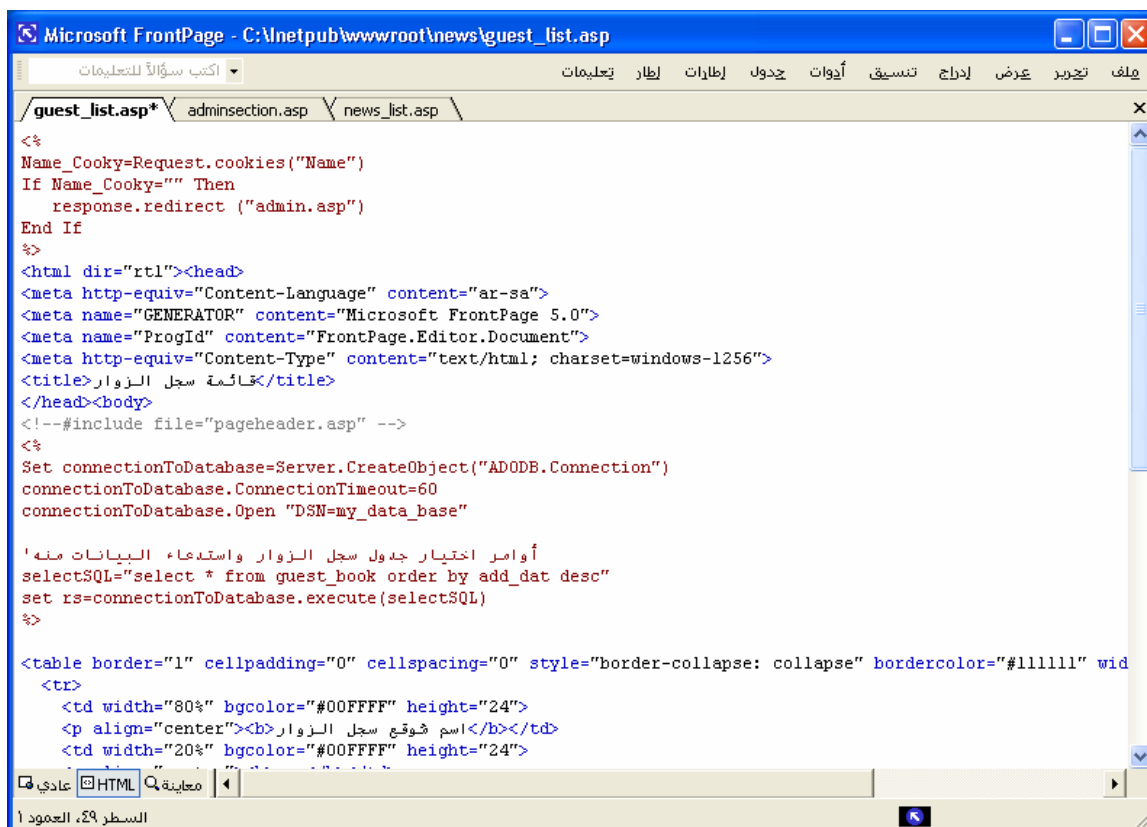 Microsoft FrontPage - C:\Inetpub\wwwroot\news\guest_list.asp
ملف تحرير عرض إدراج تنسيق أدوات جدول إطارات إطار تعليمات اكتب سؤالاً للتعليمات
guest_list.asp* adminsection.asp news_list.asp
<%
Name_Cooky=Request.cookies("Name")
If Name_Cooky="" Then
response.redirect ("admin.asp")
End If
%>
<html dir="rtl"><head>
<meta http-equiv="Content-Language" content="ar-sa">
<meta name="GENERATOR" content="Microsoft FrontPage 5.0">
<meta name="ProgId" content="FrontPage.Editor.Document">
<meta http-equiv="Content-Type" content="text/html; charset=windows-1256">
<title>قائمة سجل الزوار</title>
</head><body>
<!--#include file="pageheader.asp" -->
<%
Set connectionToDatabase=Server.CreateObject("ADODB.Connection")
connectionToDatabase.ConnectionTimeout=60
connectionToDatabase.Open "DSN=my_data_base"
'أوامر اختيار جدول سجل الزوار واستدعاء البيانات منه
selectSQL="select * from guest_book order by add_dat desc"
set rs=connectionToDatabase.execute(selectSQL)
%>
<table border="1" cellpadding="0" cellspacing="0" style="border-collapse: collapse" bordercolor="#111111" wid
<tr>
<td width="80%" bgcolor="#00FFFF" height="24">
<p align="center"><b>اسم موقع سجل الزوار</b></td>
<td width="20%" bgcolor="#00FFFF" height="24">
عادي HTML معاينة
السطر ٤٩، العمود ١